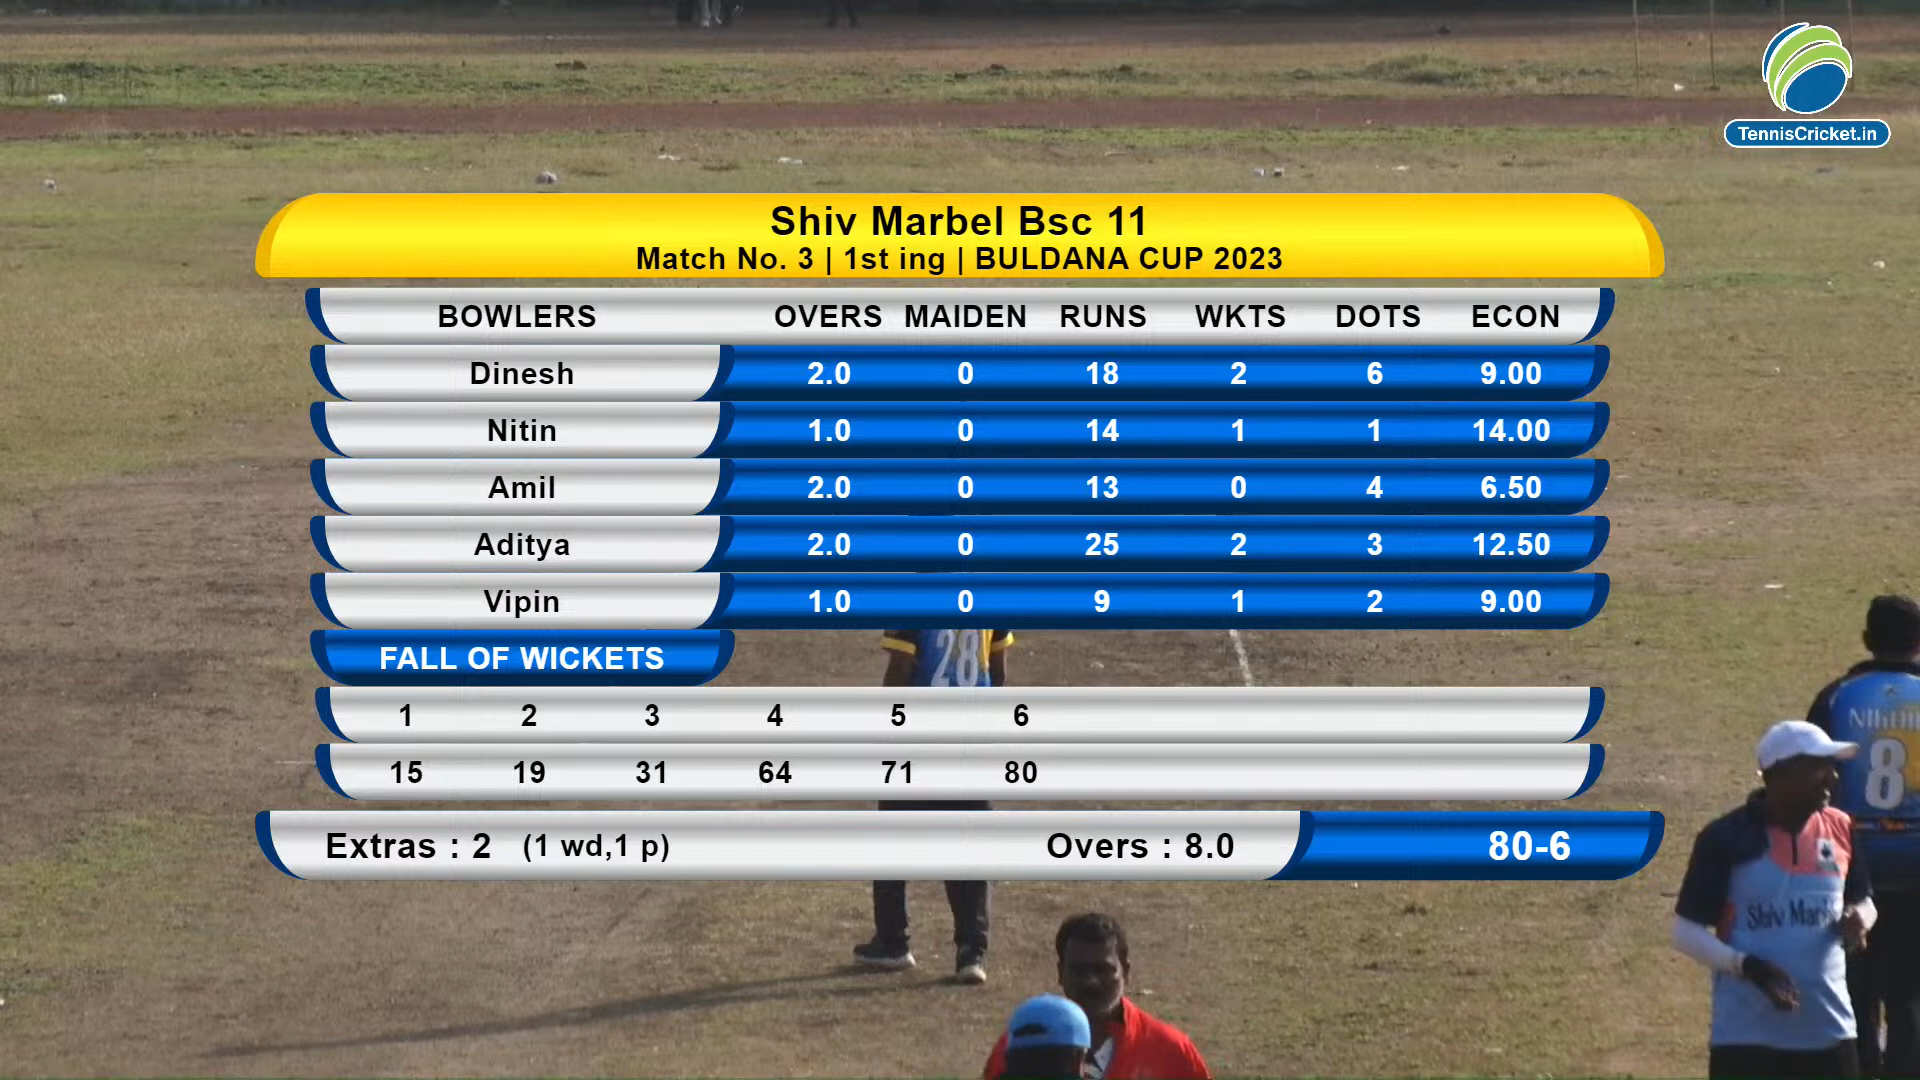 TennisCricket.in
Shiv Marbel Bsc 11
Match No. 3 | 1st ing | BULDANA CUP 2023
BOWLERS OVERS MAIDEN RUNS WKTS DOTS ECON
Dinesh 2.0 0 18 2 6 9.00
Nitin 1.0 0 14 1 1 14.00
Amil 2.0 0 13 0 4 6.50
Aditya 2.0 0 25 2 3 12.50
Vipin 1.0 0 9 1 2 9.00
FALL OF WICKETS
28
1 2 3 4 5 6
15 19 31 64 71 80
8
Extras : 2 (1 wd,1 p) Overs : 8.0 80-6
Shiv